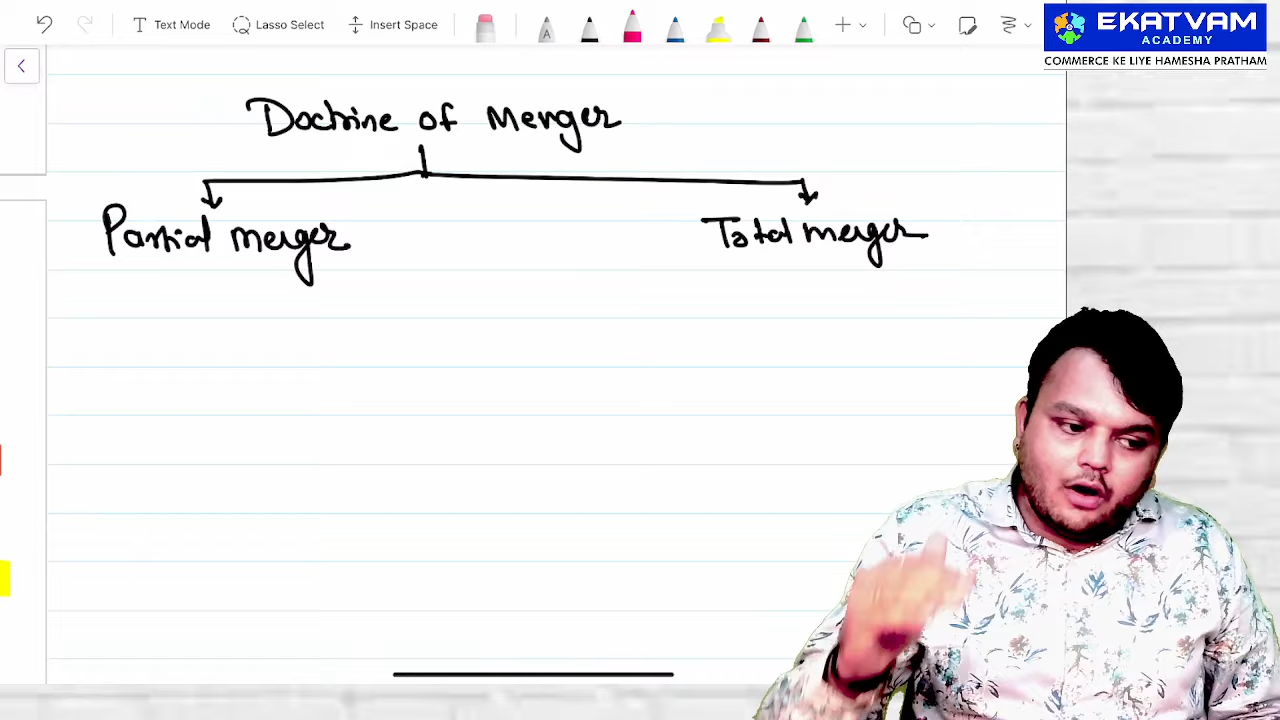 Text Mode Lasso Select Insert Space
A
EKATVAM
ACADEMY
COMMERCE KE LIYE HAMESHA PRATHAM
Doctrine of Merger
Partial merger Total merger